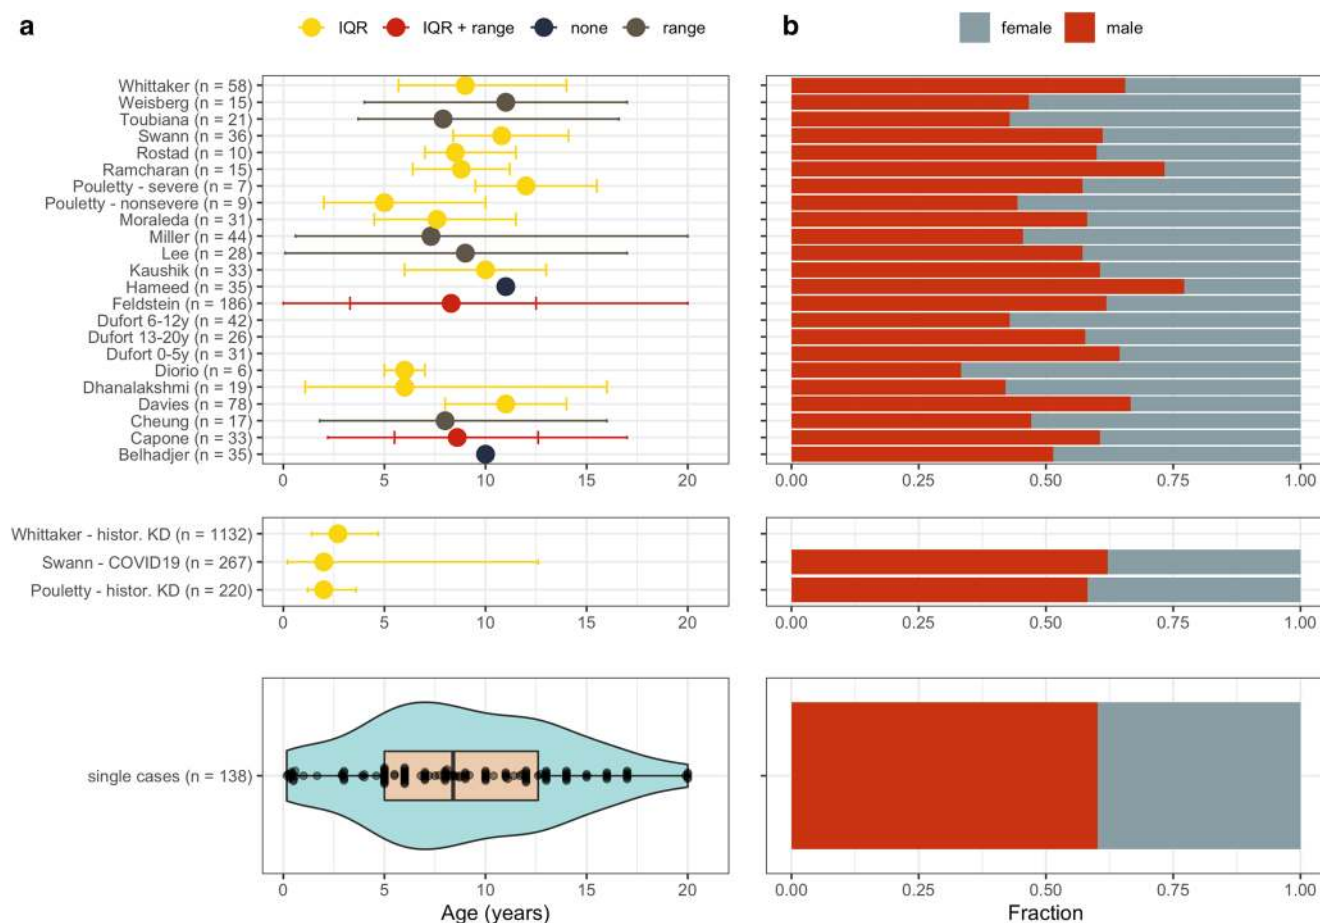 a
IQR IQR + range none range
b
female male
Whittaker (n = 58)
Weisberg (n = 15)
Toubiana (n = 21)
Swann (n = 36)
Rostad (n = 10)
Ramcharan (n = 15)
Pouletty - severe (n = 7)
Pouletty - nonsevere (n = 9)
Moraleda (n = 31)
Miller (n = 44)
Lee (n = 28)
Kaushik (n = 33)
Hameed (n = 35)
Feldstein (n = 186)
Dufort 6-12y (n = 42)
Dufort 13-20y (n = 26)
Dufort 0-5y (n = 31)
Diorio (n = 6)
Dhanalakshmi (n = 19)
Davies (n = 78)
Cheung (n = 17)
Capone (n = 33)
Belhadjer (n = 35)
0 5 10 15 20
0.00 0.25 0.50 0.75 1.00
Whittaker - histor. KD (n = 1132)
Swann - COVID19 (n = 267)
Pouletty - histor. KD (n = 220)
0 5 10 15 20
0.00 0.25 0.50 0.75 1.00
single cases (n = 138)
0 5 10 15 20
Age (years)
0.00 0.25 0.50 0.75 1.00
Fraction